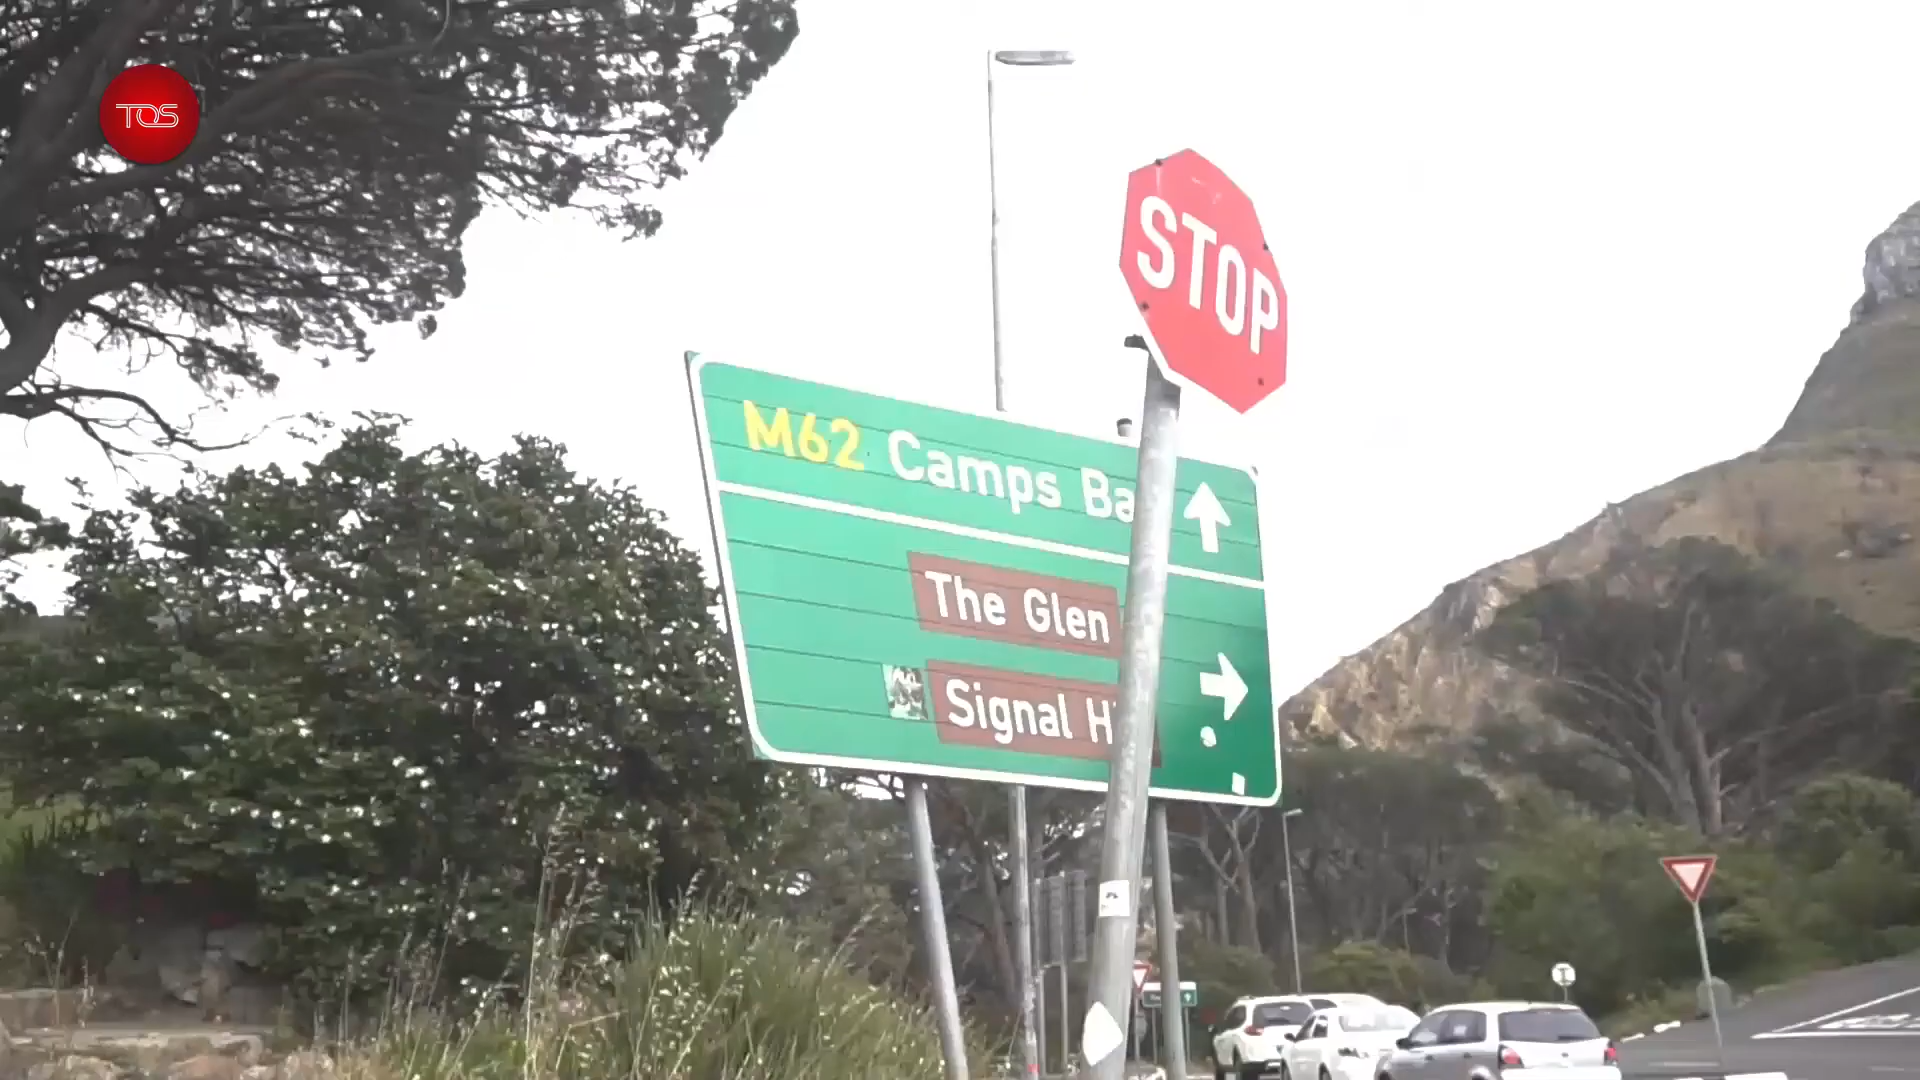 TOS
STOP
M62 Camps Ba
The Glen
Signal H